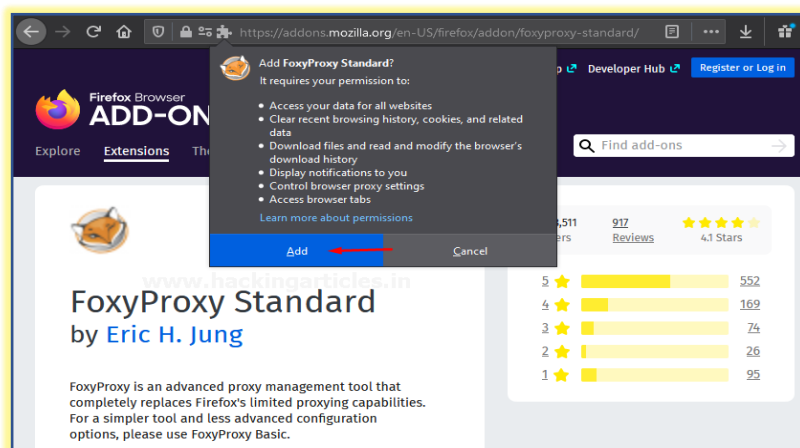 https://addons.mozilla.org/en-US/firefox/addon/foxyproxy-standard/
Add FoxyProxy Standard?
It requires your permission to:
Access your data for all websites
Clear recent browsing history, cookies, and related
data
Download files and read and modify the browser's
download history
Display notifications to you
Control browser proxy settings
Access browser tabs
Learn more about permissions
Add
Cancel
Developer Hub
Register or Log in
Firefox Browser
ADD-ON
Explore
Extensions
Find add-ons
www.hackingarticles.in
FoxyProxy Standard
by Eric H. Jung
FoxyProxy is an advanced proxy management tool that
completely replaces Firefox's limited proxying capabilities.
For a simpler tool and less advanced configuration
options, please use FoxyProxy Basic.
917
Reviews
4.1 Stars
5 552
4 169
3 74
2 26
1 95